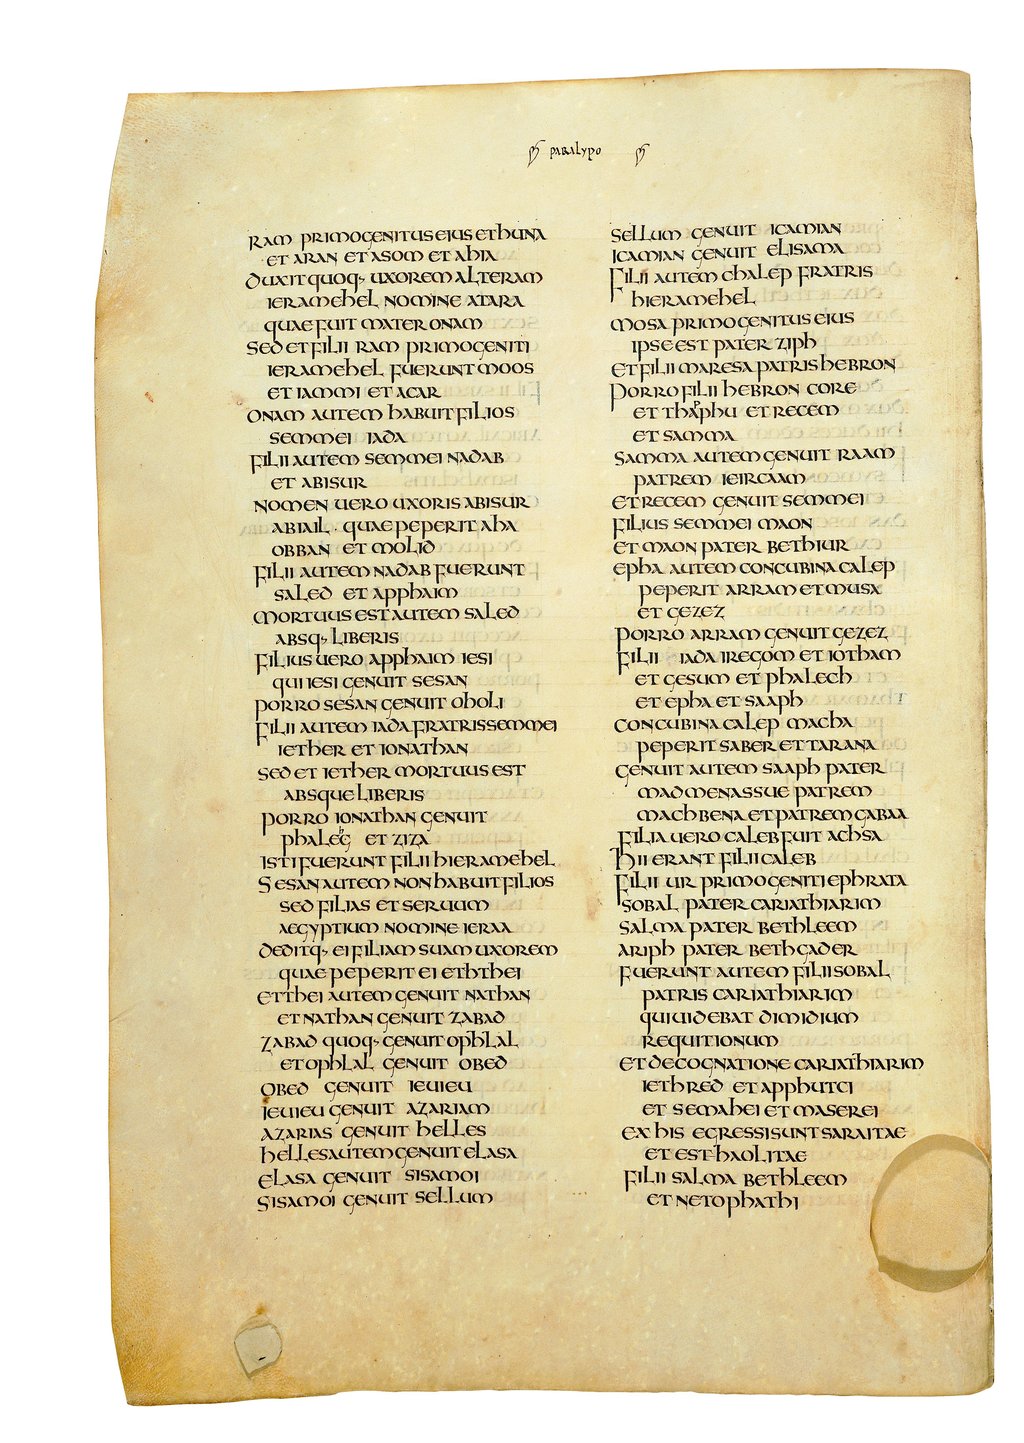 paralypo
ram primogenitus eius et huna
et aran et asom et ahia
duxit quoq; uxorem alteram
ieramehel nomine atara
quae fuit mater onam
sed et filii ram primogeniti
ieramehel fuerunt moos
et iammi et acar
onam autem habuit filios
semmei iada
filii autem semmei nadab
et abisur
nomen uero uxoris abisur
abiail · quae peperit aha
obban et molid
filii autem nadab fuerunt
saled et apphaim
mortuus est autem saled
absq; liberis
filius uero apphaim iesi
qui iesi genuit sesan
porro sesan genuit oholi
filii autem iada fratris semmei
iether et ionathan
sed et iether mortuus est
absque liberis
porro ionathan genuit
et ziza
isti fuerunt filii hieramehel
sesan autem non habuit filios
sed filias et seruum
aegyptium nomine ieraa
deditq; ei filiam suam uxorem
quae peperit ei eththei
etthei autem genuit nathan
et nathan genuit zabad
zabad quoq; genuit ophlal
et ophlal genuit obed
obed genuit ieuieu
ieuieu genuit azariam
azarias genuit helles
helles autem genuit elasa
elasa genuit sisamoi
sisamoi genuit sellum
sellum genuit icamian
icamian genuit elisama
filii autem chalep fratris
hieramehel
mosa primogenitus eius
ipse est pater ziph
et filii maresa patris hebron
porro filii hebron core
et thaphu et recem
et samma
samma autem genuit raam
patrem ieircaam
et recem genuit semmei
filius semmei maon
et maon pater bethiur
epha autem concubina calep
peperit arram et musa
et gezez
porro arram genuit gezez
filii iada iregom et iotham
et gesum et phalech
et epha et saaph
concubina calep macha
peperit saber et tarana
genuit autem saaph pater
madmenas sue patrem
machbena et patrem gabaa
filia uero caleb fuit achsa
hii erant filii caleb
filii ur primogeniti ephrata
sobal pater cariathiarim
salma pater bethleem
ariph pater bethgader
fuerunt autem filii sobal
patris cariathiarim
qui uidebat dimidium
requitionum
et de cognatione cariathiarim
iethred et apphutci
et semahei et maserei
ex his egressi sunt saraitae
et esthaolitae
filii salma bethleem
et netophathi